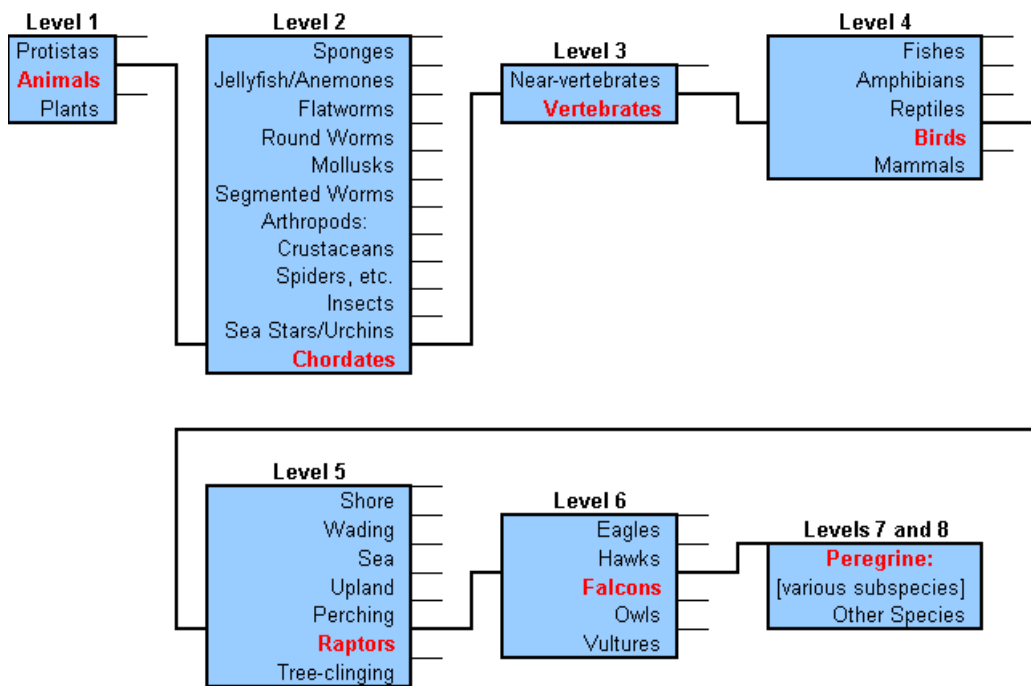 Level 1
Protistas
Animals
Plants
Level 2
Sponges
Jellyfish/Anemones
Flatworms
Round Worms
Mollusks
Segmented Worms
Arthropods:
Crustaceans
Spiders, etc.
Insects
Sea Stars/Urchins
Chordates
Level 3
Near-vertebrates
Vertebrates
Level 4
Fishes
Amphibians
Reptiles
Birds
Mammals
Level 5
Shore
Wading
Sea
Upland
Perching
Raptors
Tree-clinging
Level 6
Eagles
Hawks
Falcons
Owls
Vultures
Levels 7 and 8
Peregrine:
[various subspecies]
Other Species